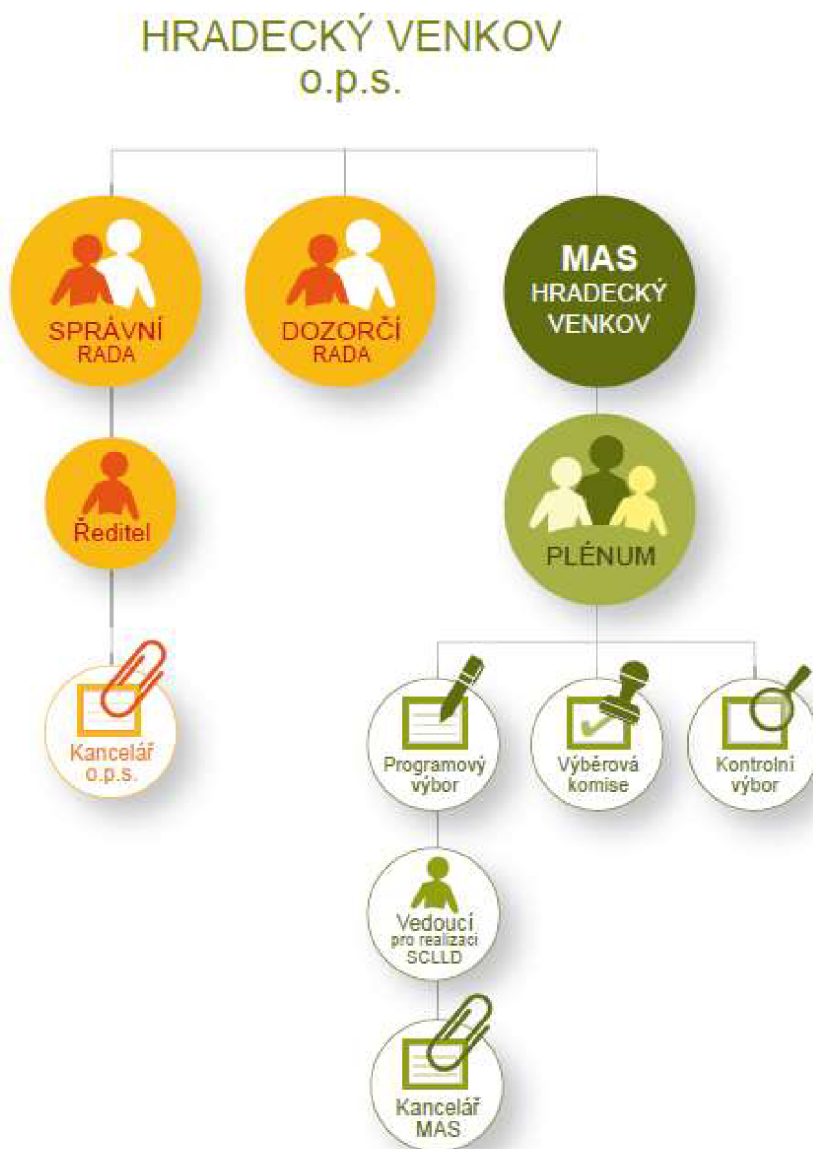 HRADECKÝ VENKOV
o.p.s.
SPRÁVNÍ
RADA
DOZORČÍ
RADA
MAS
HRADECKÝ
VENKOV
Ředitel
PLÉNUM
Kancelář
o.p.s.
Programový
výbor
Výběrová
komise
Kontrolní
výbor
Vedoucí
pro realizaci
SCLLD
Kancelář
MAS